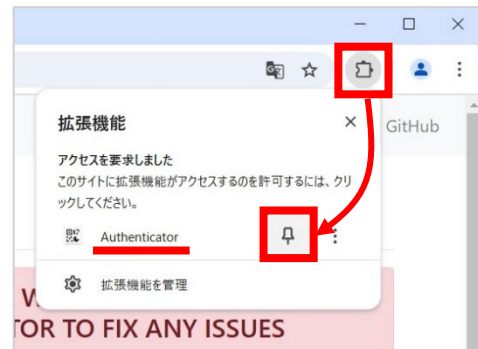 拡張機能
GitHub
アクセスを要求しました
このサイトに拡張機能がアクセスするのを許可するには、クリ
ックしてください。
Authenticator
拡張機能を管理
W
TOR TO FIX ANY ISSUES